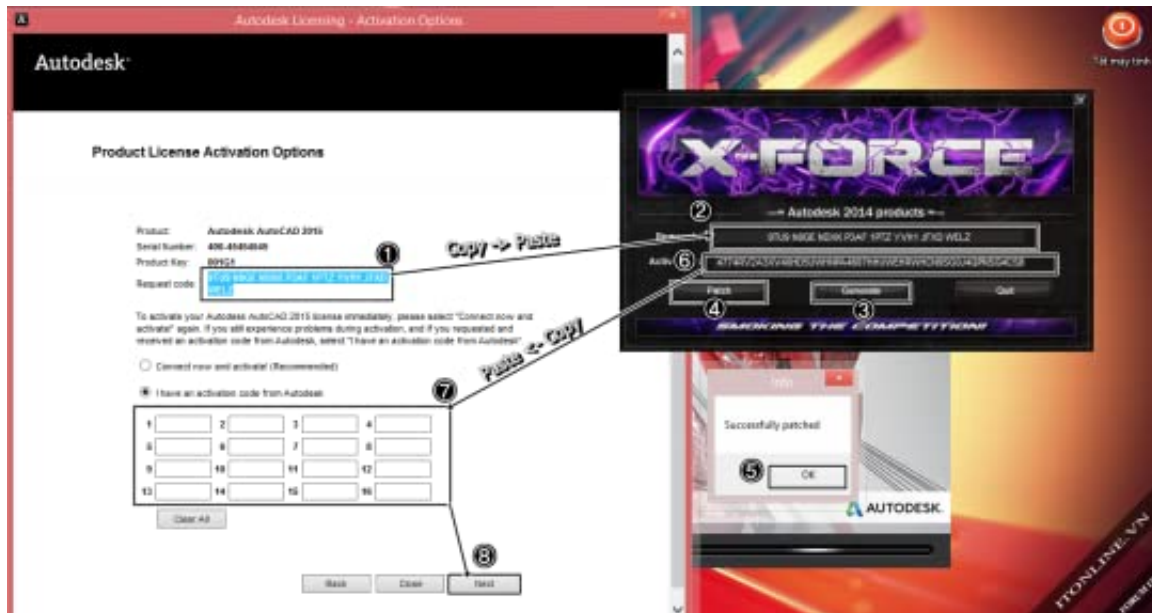 Autodesk Licensing - Activation Options
Autodesk
Product License Activation Options
Product: Autodesk AutoCAD 2015
Serial Number:
Product Key:
Request code:
1
To activate your Autodesk AutoCAD 2015 license immediately, please select "Connect now and
activate" again. If you still experience problems during activation, and if you requested and
received an activation code from Autodesk, select "I have an activation code from Autodesk".
Connect now and activate! (Recommended)
I have an activation code from Autodesk
7
1 2 3 4
5 6 7 8
9 10 11 12
13 14 15 16
Clear All
8
Back Close Next
Copy -> Paste
Paste <- Copy
X-FORCE
Autodesk 2014 products
2
6
Patch Generate Quit
4 3
SMOKING THE COMPETITION!
Info
Successfully patched
5
OK
AUTODESK.
Tắt máy tính
ITONLINE.VN